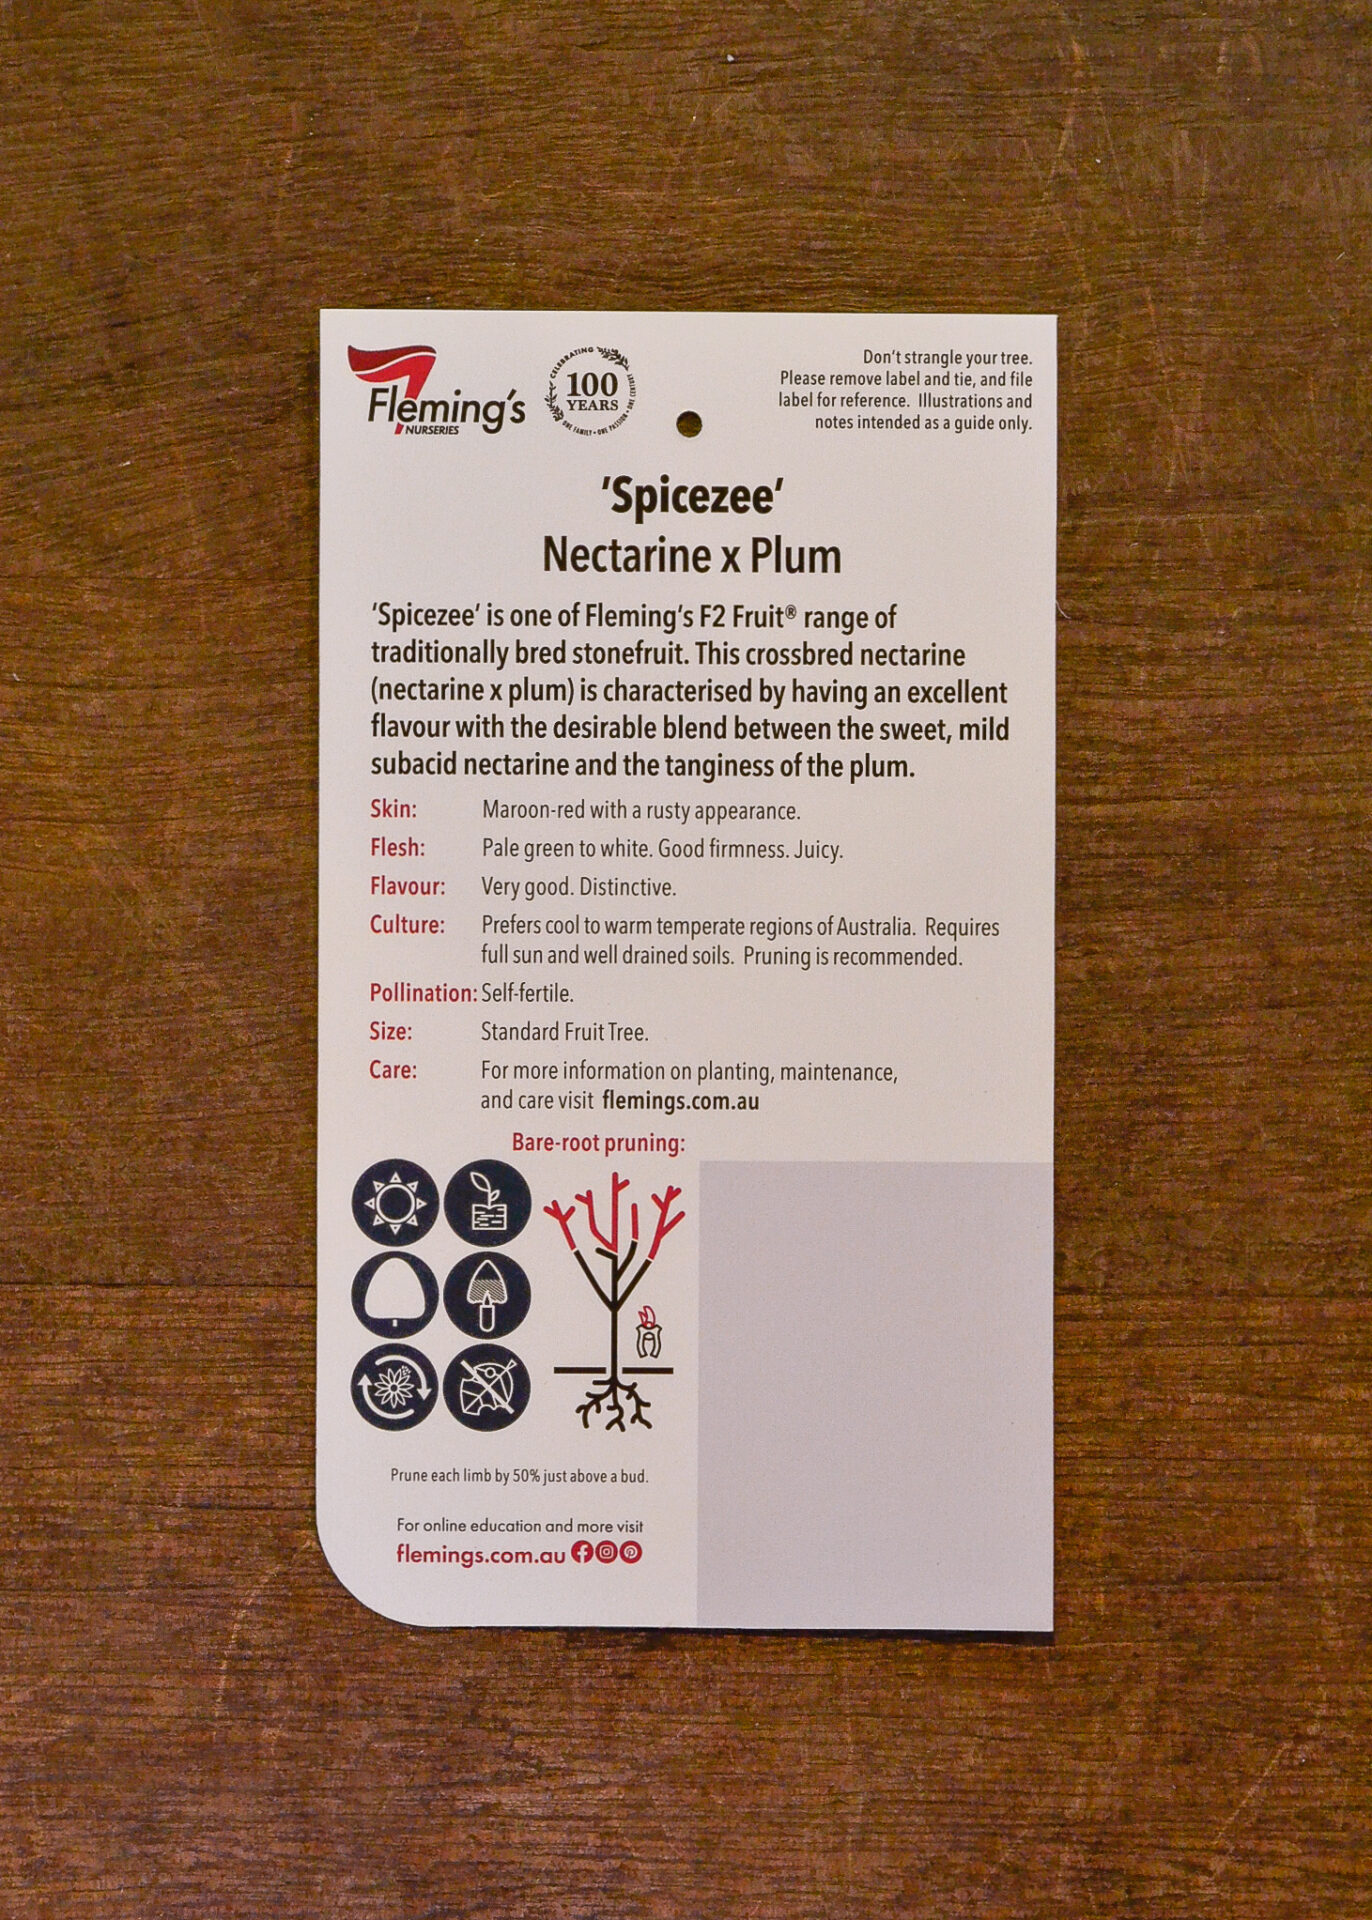 Fleming's
NURSERIES
CELEBRATING
100
YEARS
ONE FAMILY • ONE PASSION • ONE CENTURY
Don't strangle your tree.
Please remove label and tie, and file
label for reference. Illustrations and
notes intended as a guide only.
'Spicezee'
Nectarine x Plum
'Spicezee' is one of Fleming's F2 Fruit® range of
traditionally bred stonefruit. This crossbred nectarine
(nectarine x plum) is characterised by having an excellent
flavour with the desirable blend between the sweet, mild
subacid nectarine and the tanginess of the plum.
Skin: Maroon-red with a rusty appearance.
Flesh: Pale green to white. Good firmness. Juicy.
Flavour: Very good. Distinctive.
Culture: Prefers cool to warm temperate regions of Australia. Requires
full sun and well drained soils. Pruning is recommended.
Pollination: Self-fertile.
Size: Standard Fruit Tree.
Care: For more information on planting, maintenance,
and care visit flemings.com.au
Bare-root pruning:
Prune each limb by 50% just above a bud.
For online education and more visit
flemings.com.au